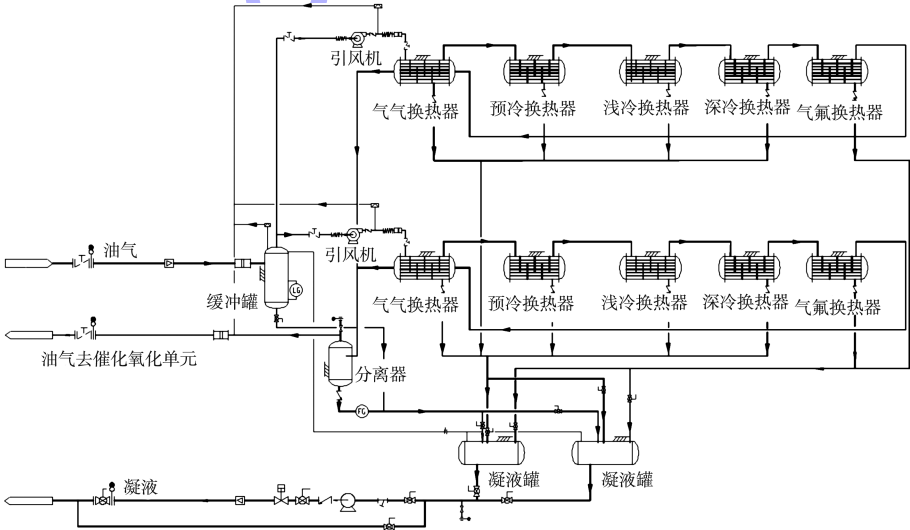 引风机
气气换热器
预冷换热器
浅冷换热器
深冷换热器
气氟换热器
油气
引风机
缓冲罐
LG
气气换热器
预冷换热器
浅冷换热器
深冷换热器
气氟换热器
油气去催化氧化单元
分离器
FG
凝液罐
凝液罐
凝液